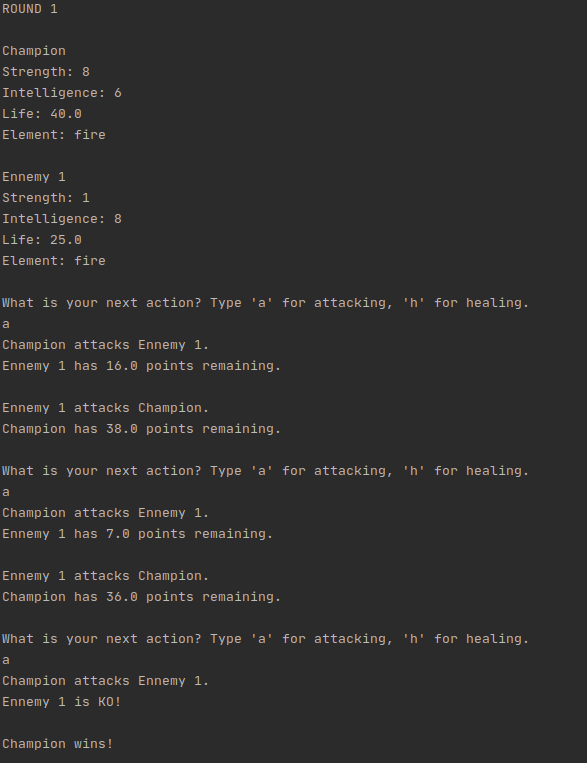 ROUND 1
Champion
Strength: 8
Intelligence: 6
Life: 40.0
Element: fire
Ennemy 1
Strength: 1
Intelligence: 8
Life: 25.0
Element: fire
What is your next action? Type 'a' for attacking, 'h' for healing.
a
Champion attacks Ennemy 1.
Ennemy 1 has 16.0 points remaining.
Ennemy 1 attacks Champion.
Champion has 38.0 points remaining.
What is your next action? Type 'a' for attacking, 'h' for healing.
a
Champion attacks Ennemy 1.
Ennemy 1 has 7.0 points remaining.
Ennemy 1 attacks Champion.
Champion has 36.0 points remaining.
What is your next action? Type 'a' for attacking, 'h' for healing.
a
Champion attacks Ennemy 1.
Ennemy 1 is KO!
Champion wins!